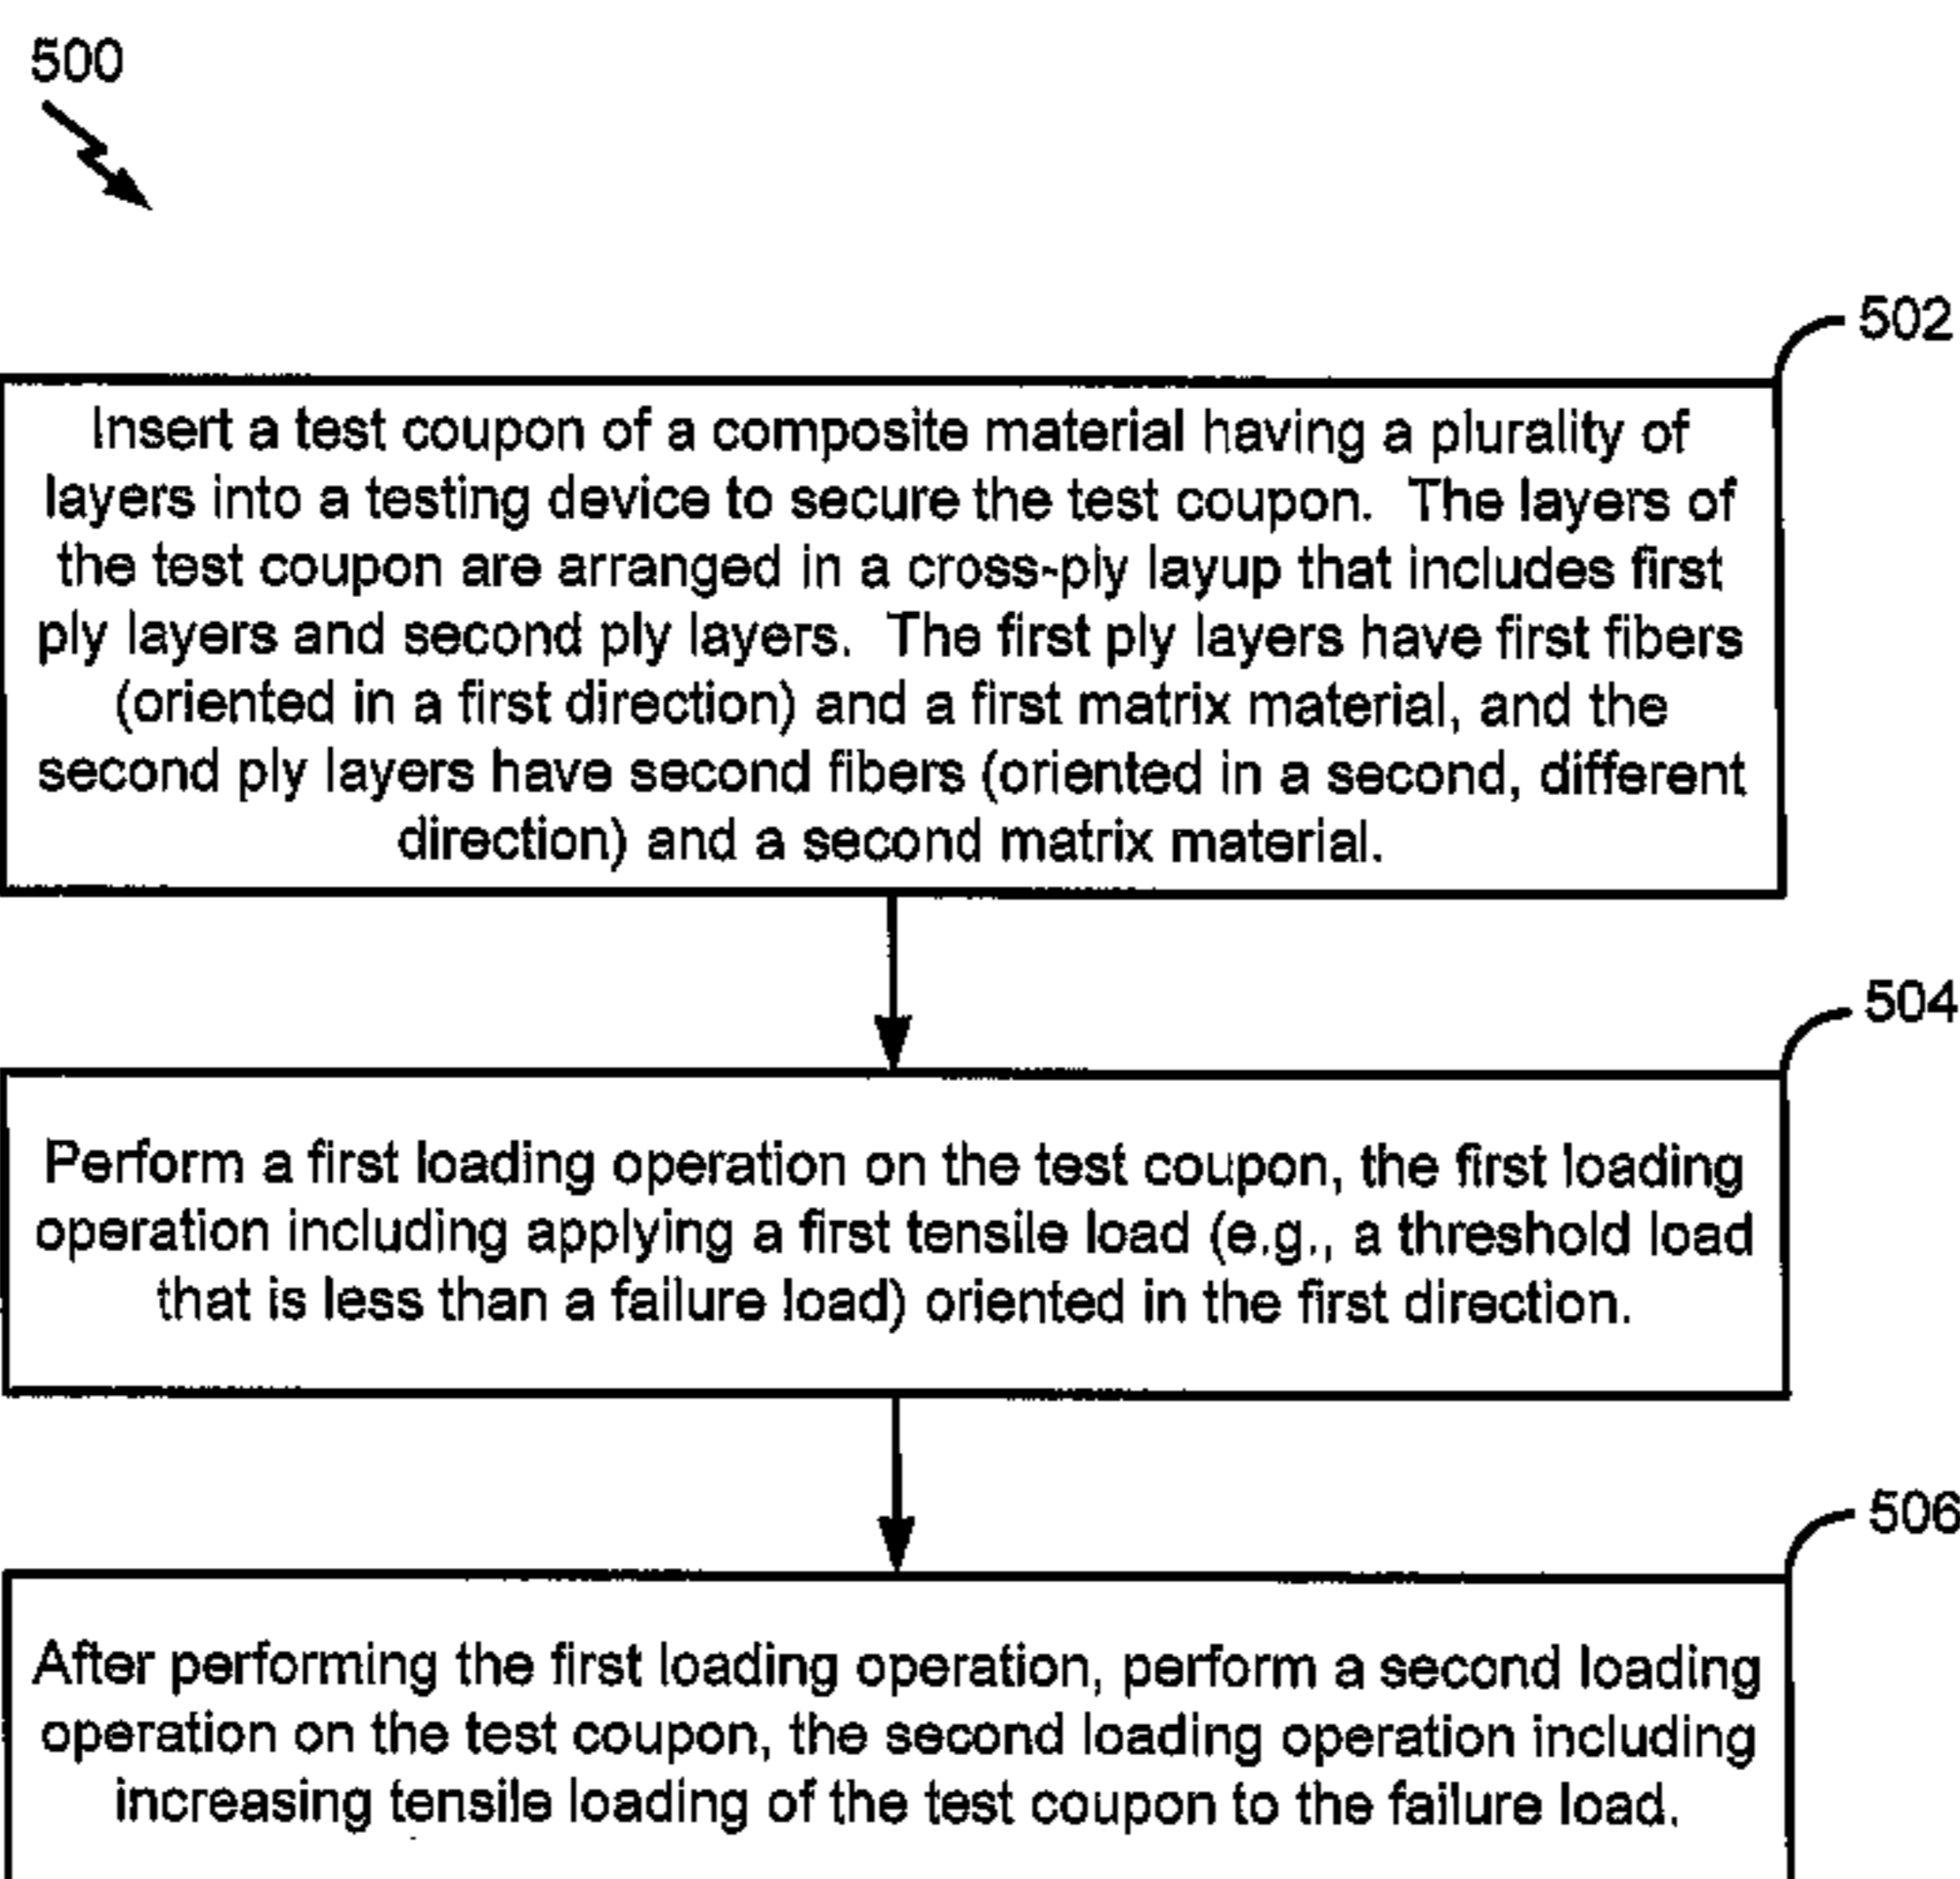 500
502
Insert a test coupon of a composite material having a plurality of
layers into a testing device to secure the test coupon. The layers of
the test coupon are arranged in a cross-ply layup that includes first
ply layers and second ply layers. The first ply layers have first fibers
(oriented in a first direction) and a first matrix material, and the
second ply layers have second fibers (oriented in a second, different
direction) and a second matrix material.
504
Perform a first loading operation on the test coupon, the first loading
operation including applying a first tensile load (e.g., a threshold load
that is less than a failure load) oriented in the first direction.
506
After performing the first loading operation, perform a second loading
operation on the test coupon, the second loading operation including
increasing tensile loading of the test coupon to the failure load.